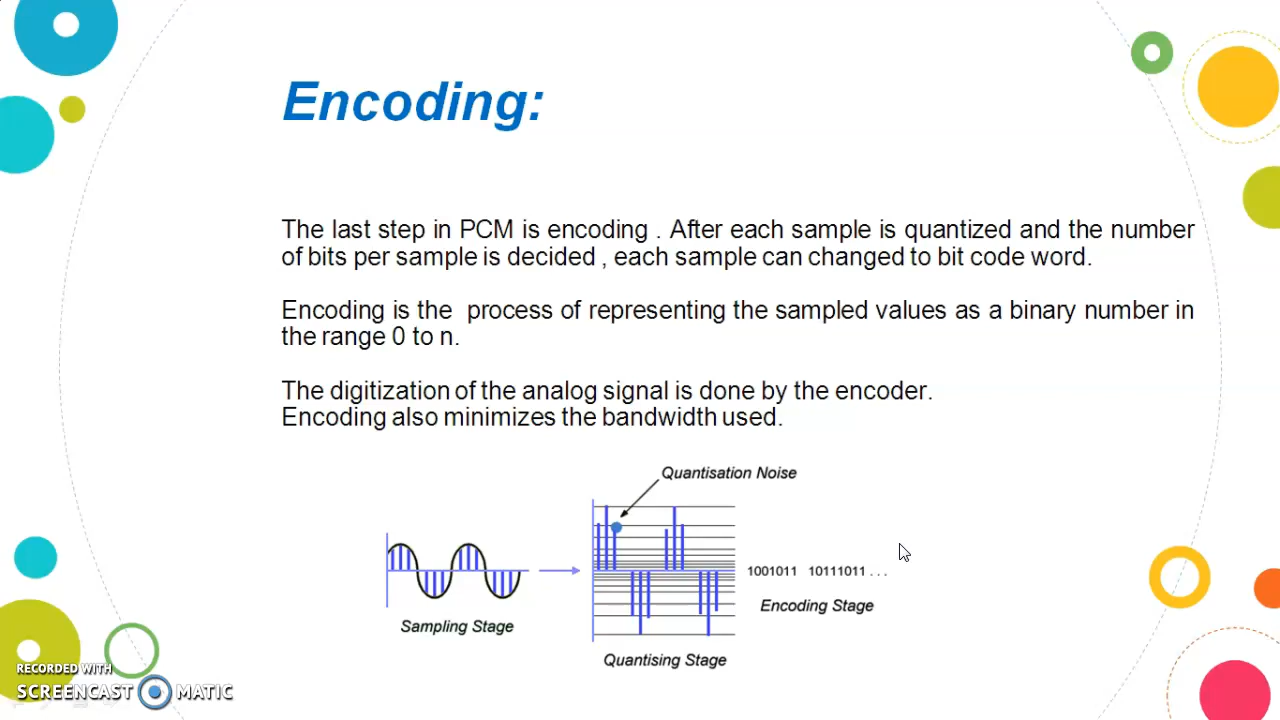 Encoding:
The last step in PCM is encoding . After each sample is quantized and the number
of bits per sample is decided , each sample can changed to bit code word.
Encoding is the process of representing the sampled values as a binary number in
the range 0 to n.
The digitization of the analog signal is done by the encoder.
Encoding also minimizes the bandwidth used.
Quantisation Noise
1001011 10111011 . . .
Encoding Stage
Sampling Stage
Quantising Stage
RECORDED WITH
SCREENCAST MATIC